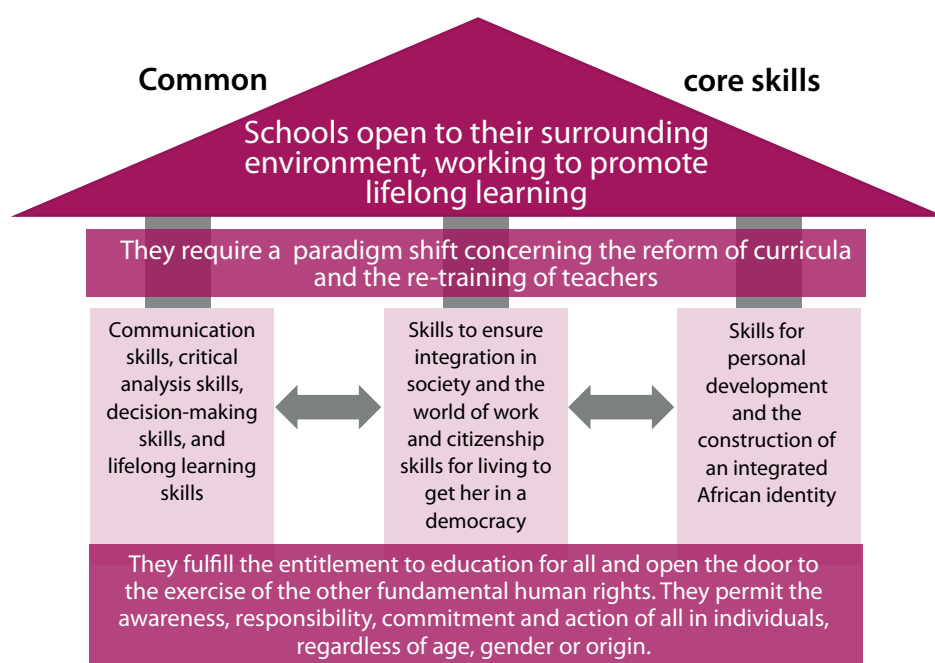 Common
core skills
Schools open to their surrounding
environment, working to promote
lifelong learning
They require a paradigm shift concerning the reform of curricula
and the re-training of teachers
Communication
skills, critical
analysis skills,
decision-making
skills, and
lifelong learning
skills
Skills to ensure
integration in
society and the
world of work
and citizenship
skills for living to
get her in a
democracy
Skills for
personal
development
and the
construction of
an integrated
African identity
They fulfill the entitlement to education for all and open the door to
the exercise of the other fundamental human rights. They permit the
awareness, responsibility, commitment and action of all in individuals,
regardless of age, gender or origin.